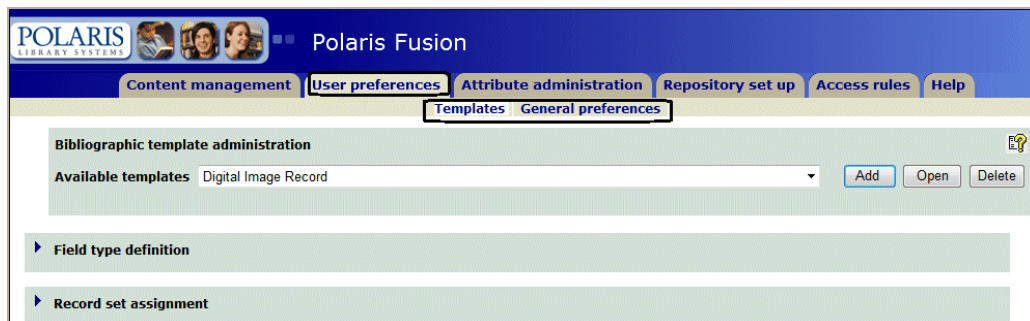 POLARIS
LIBRARY SYSTEMS
Polaris Fusion
Content management User preferences Attribute administration Repository set up Access rules Help
Templates General preferences
Bibliographic template administration
Available templates Digital Image Record Add Open Delete
Field type definition
Record set assignment